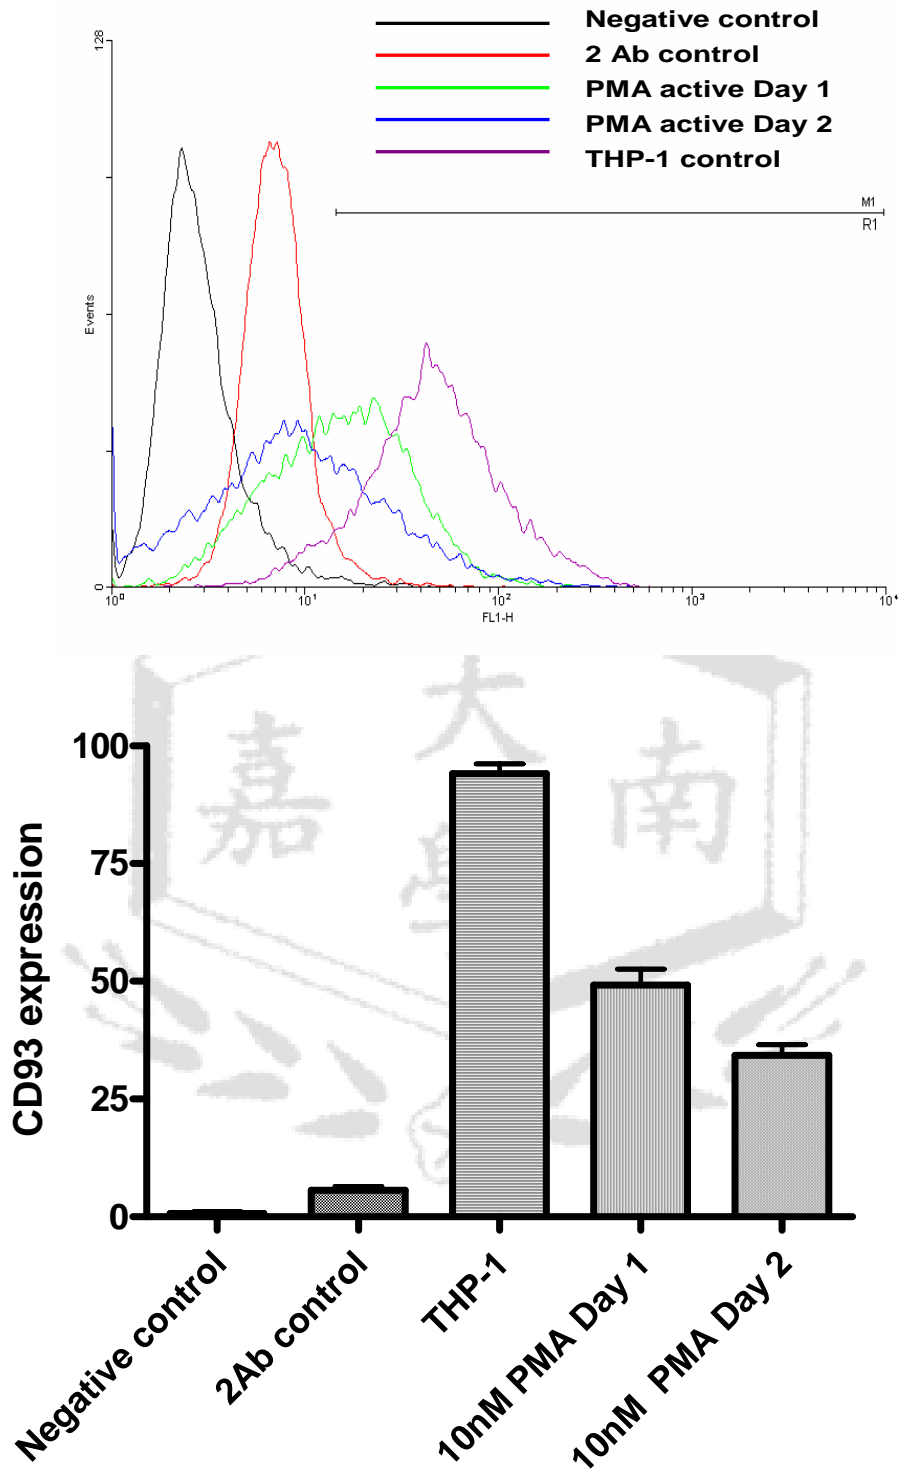 Negative control
2 Ab control
PMA active Day 1
PMA active Day 2
THP-1 control
128
M1
R1
Events
0
10⁰ 10¹ 10² 10³ 10⁴
FL1-H
大
嘉 南
學
100
75
50
25
0
CD93 expression
Negative control
2Ab control
THP-1
10nM PMA Day 1
10nM PMA Day 2